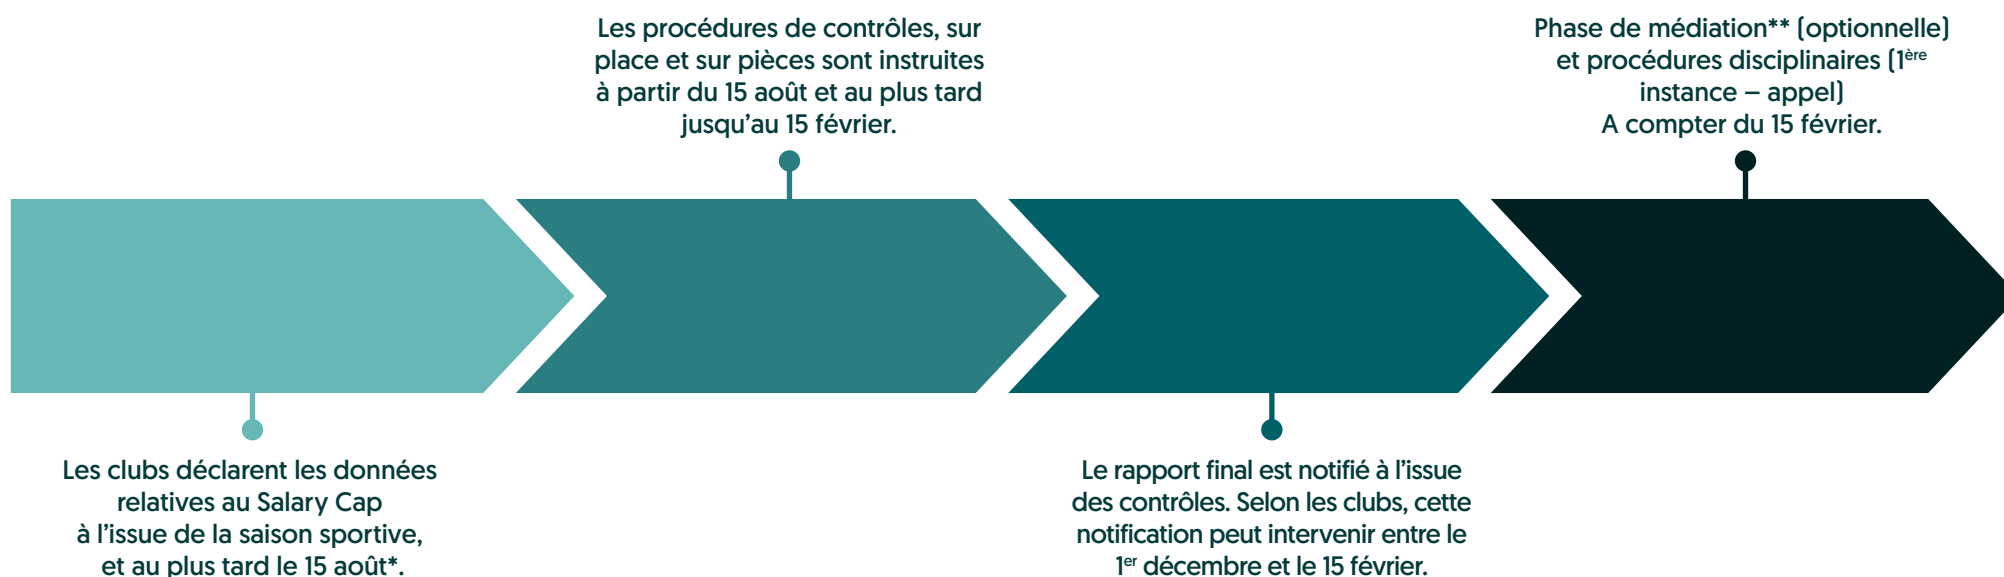 Les procédures de contrôles, sur
place et sur pièces sont instruites
à partir du 15 août et au plus tard
jusqu’au 15 février.
Phase de médiation** (optionnelle)
et procédures disciplinaires (1ère
instance – appel)
A compter du 15 février.
Les clubs déclarent les données
relatives au Salary Cap
à l’issue de la saison sportive,
et au plus tard le 15 août*.
Le rapport final est notifié à l’issue
des contrôles. Selon les clubs, cette
notification peut intervenir entre le
1er décembre et le 15 février.